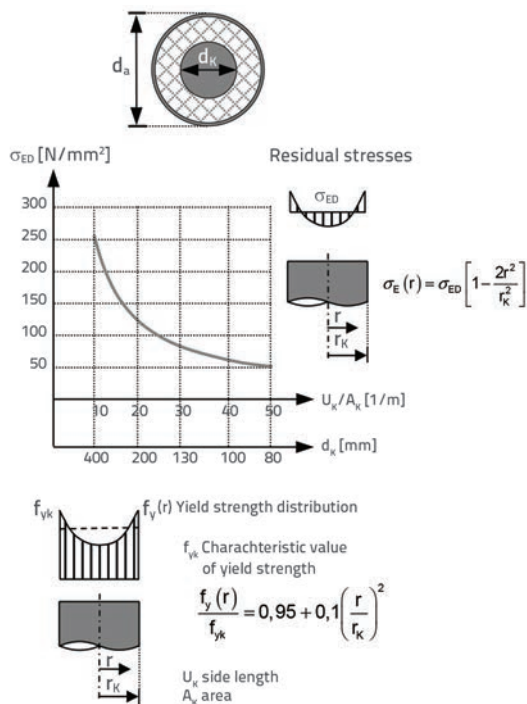 dₐ
d_K
σ_ED [N/mm²]
Residual stresses
300
250
200
150
100
50
σ_ED
σ_E (r) = σ_ED [1 − 2r²/r_K²]
r
r_K
10 20 30 40 50
U_K/A_K [1/m]
400 200 130 100 80
d_K [mm]
f_yk
f_y(r) Yield strength distribution
f_yk Charachteristic value
of yield strength
f_y (r)/f_yk = 0,95 + 0,1(r/r_K)²
r
r_K
U_K side length
A_K area